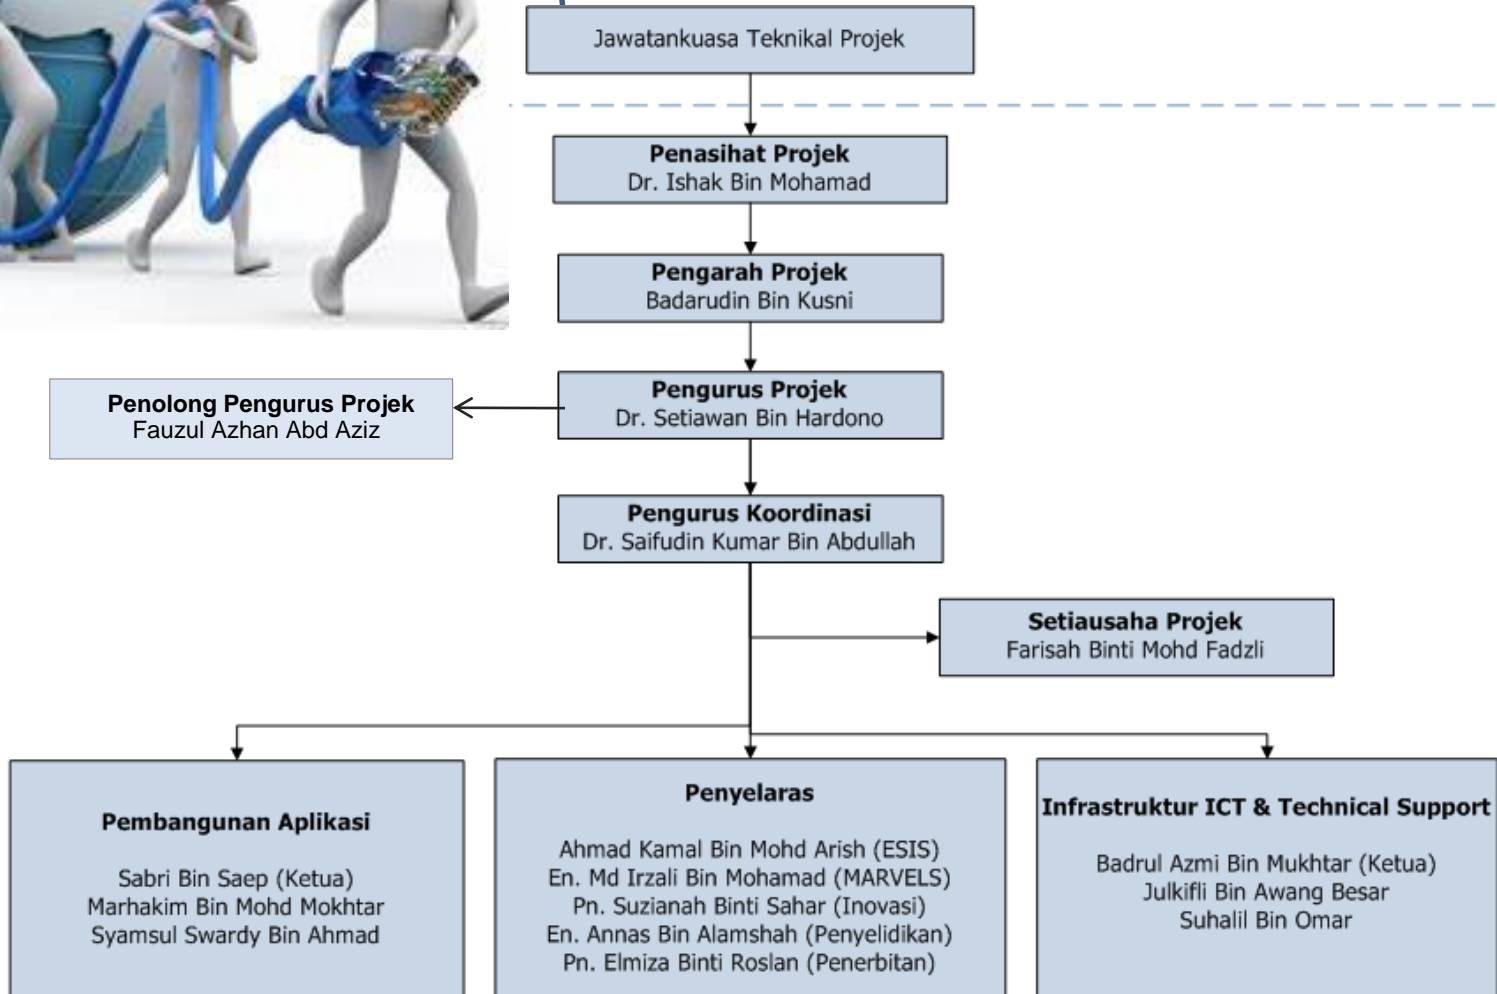 Jawatankuasa Teknikal Projek
Penasihat Projek
Dr. Ishak Bin Mohamad
Pengarah Projek
Badarudin Bin Kusni
Pengurus Projek
Dr. Setiawan Bin Hardono
Penolong Pengurus Projek
Fauzul Azhan Abd Aziz
Pengurus Koordinasi
Dr. Saifudin Kumar Bin Abdullah
Setiausaha Projek
Farisah Binti Mohd Fadzli
Pembangunan Aplikasi
Sabri Bin Saep (Ketua)
Marhakim Bin Mohd Mokhtar
Syamsul Swardy Bin Ahmad
Penyelaras
Ahmad Kamal Bin Mohd Arish (ESIS)
En. Md Irzali Bin Mohamad (MARVELS)
Pn. Suzianah Binti Sahar (Inovasi)
En. Annas Bin Alamshah (Penyelidikan)
Pn. Elmiza Binti Roslan (Penerbitan)
Infrastruktur ICT & Technical Support
Badrul Azmi Bin Mukhtar (Ketua)
Julkifli Bin Awang Besar
Suhalil Bin Omar